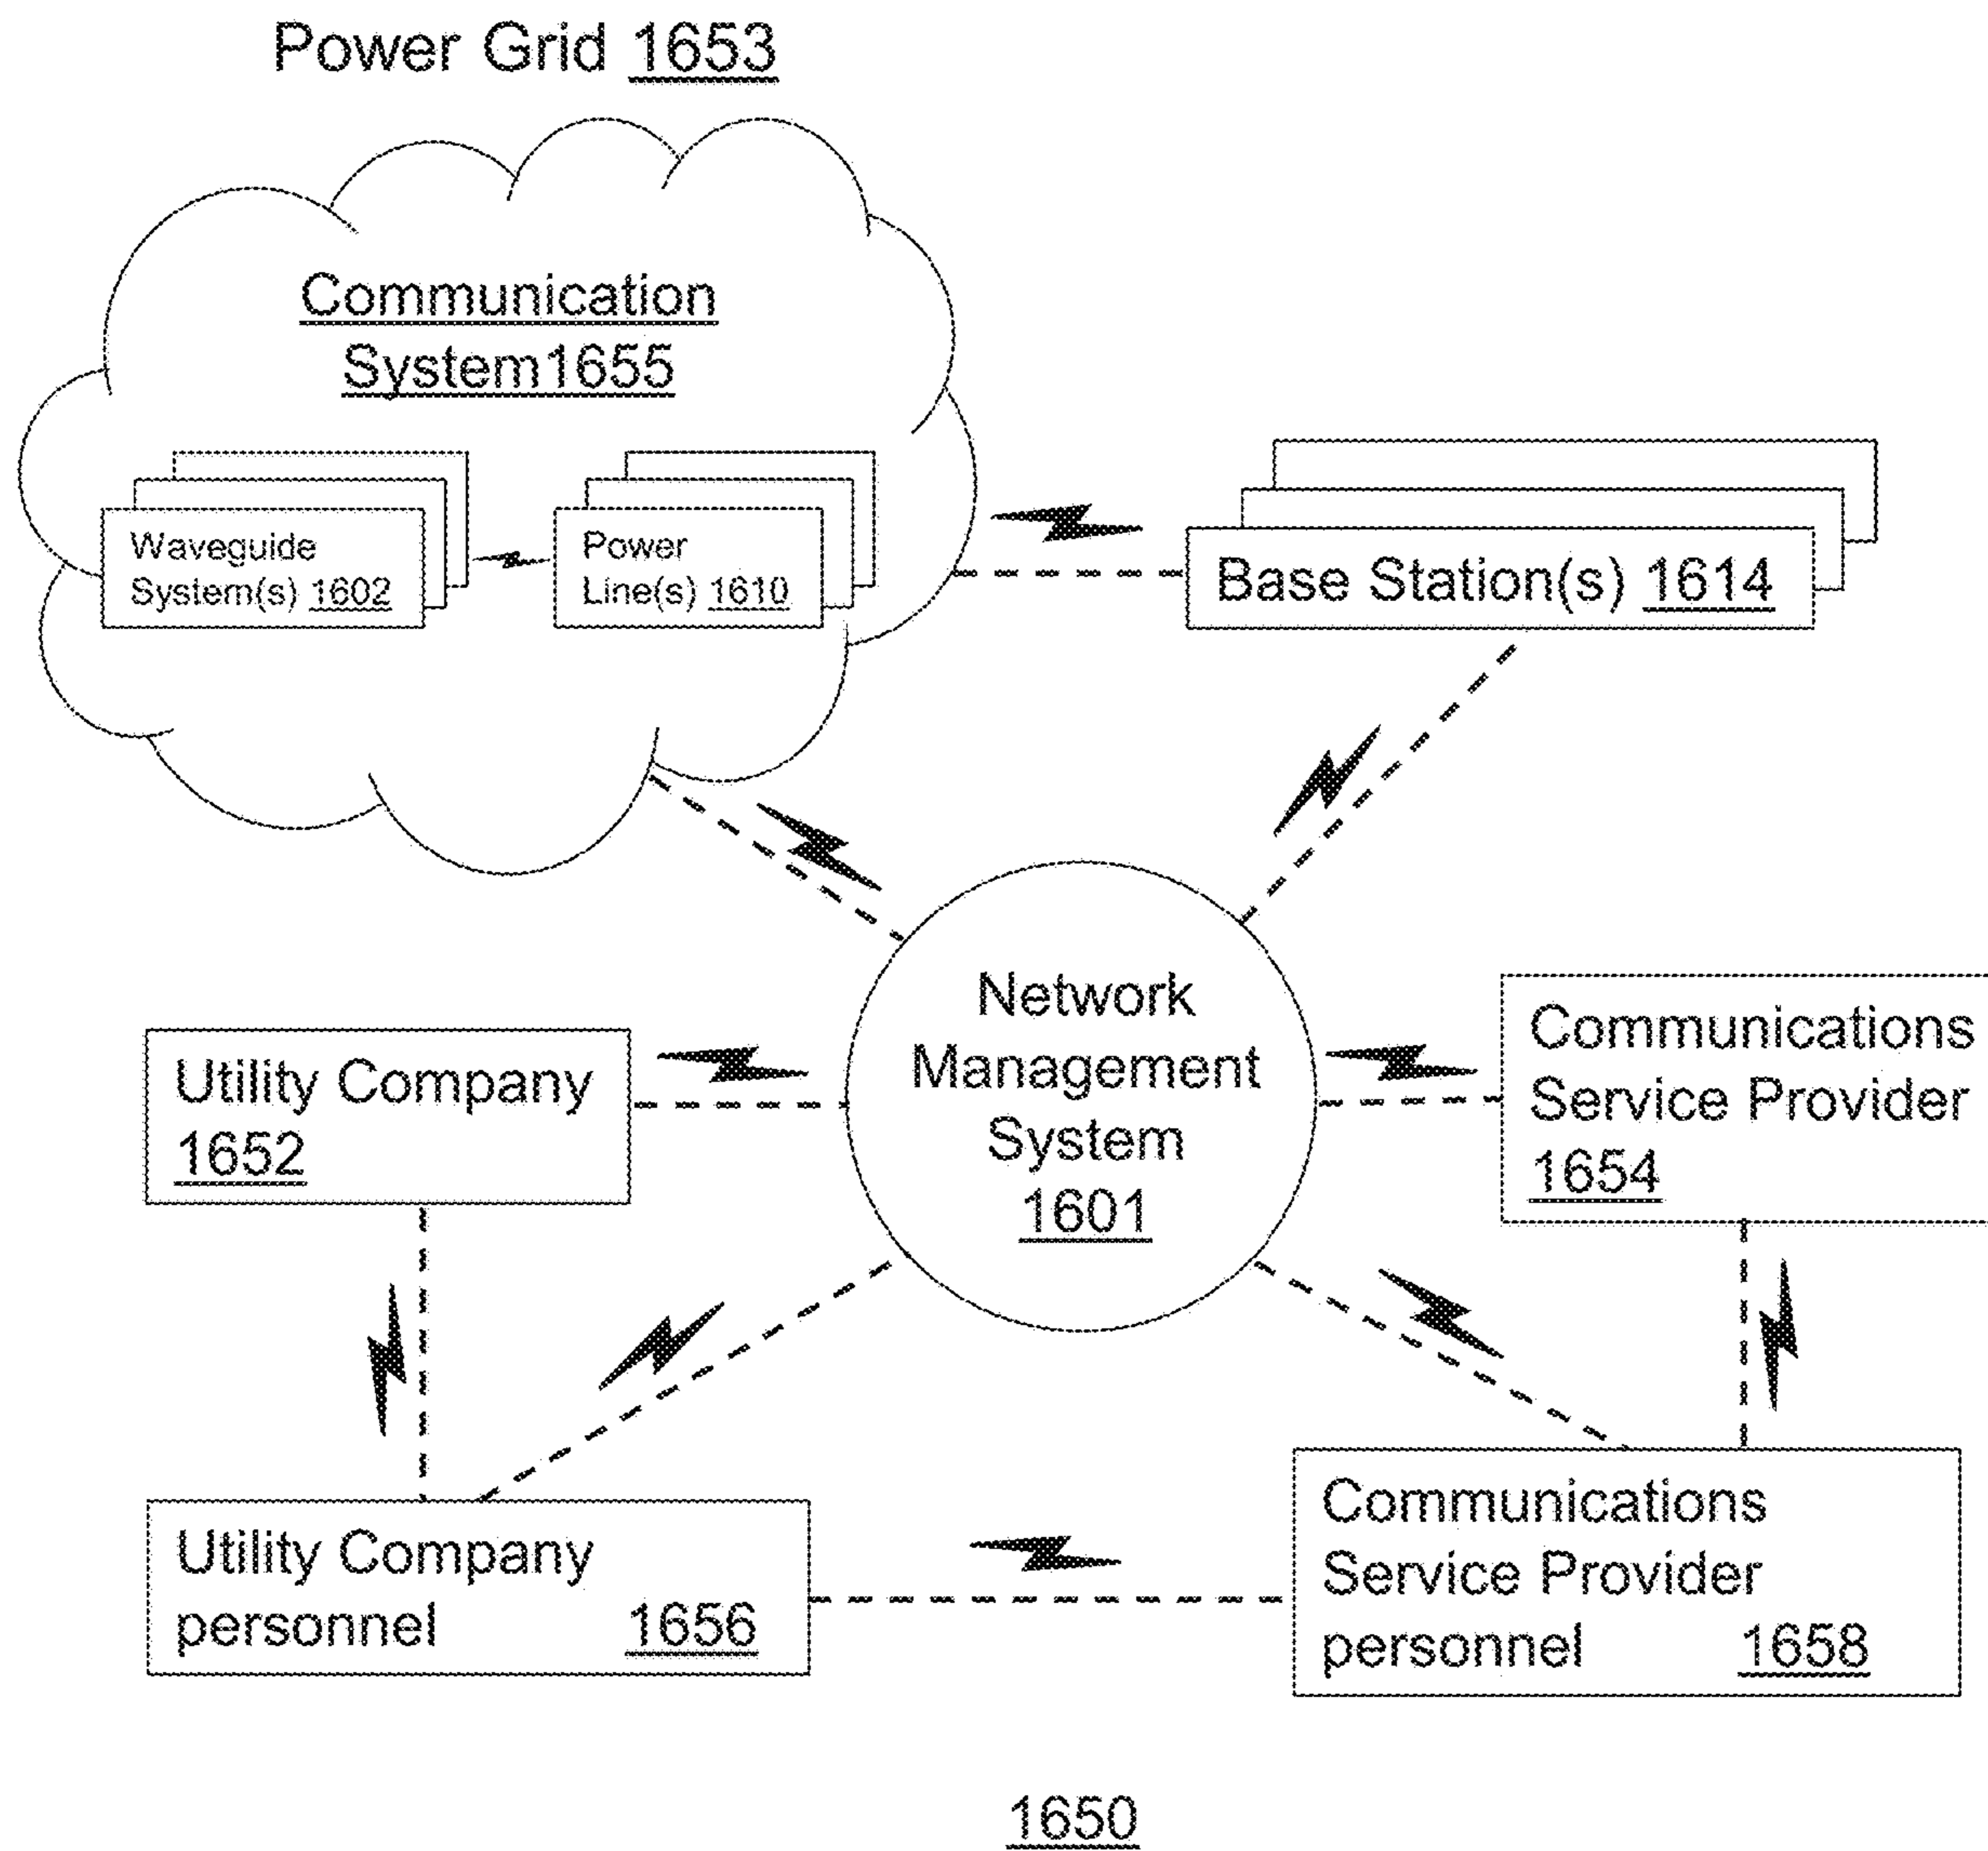 Power Grid 1653
Communication
System1655
Waveguide
System(s) 1602
Power
Line(s) 1610
Base Station(s) 1614
Network
Management
System
1601
Utility Company
1652
Communications
Service Provider
1654
Utility Company
personnel 1656
Communications
Service Provider
personnel 1658
1650